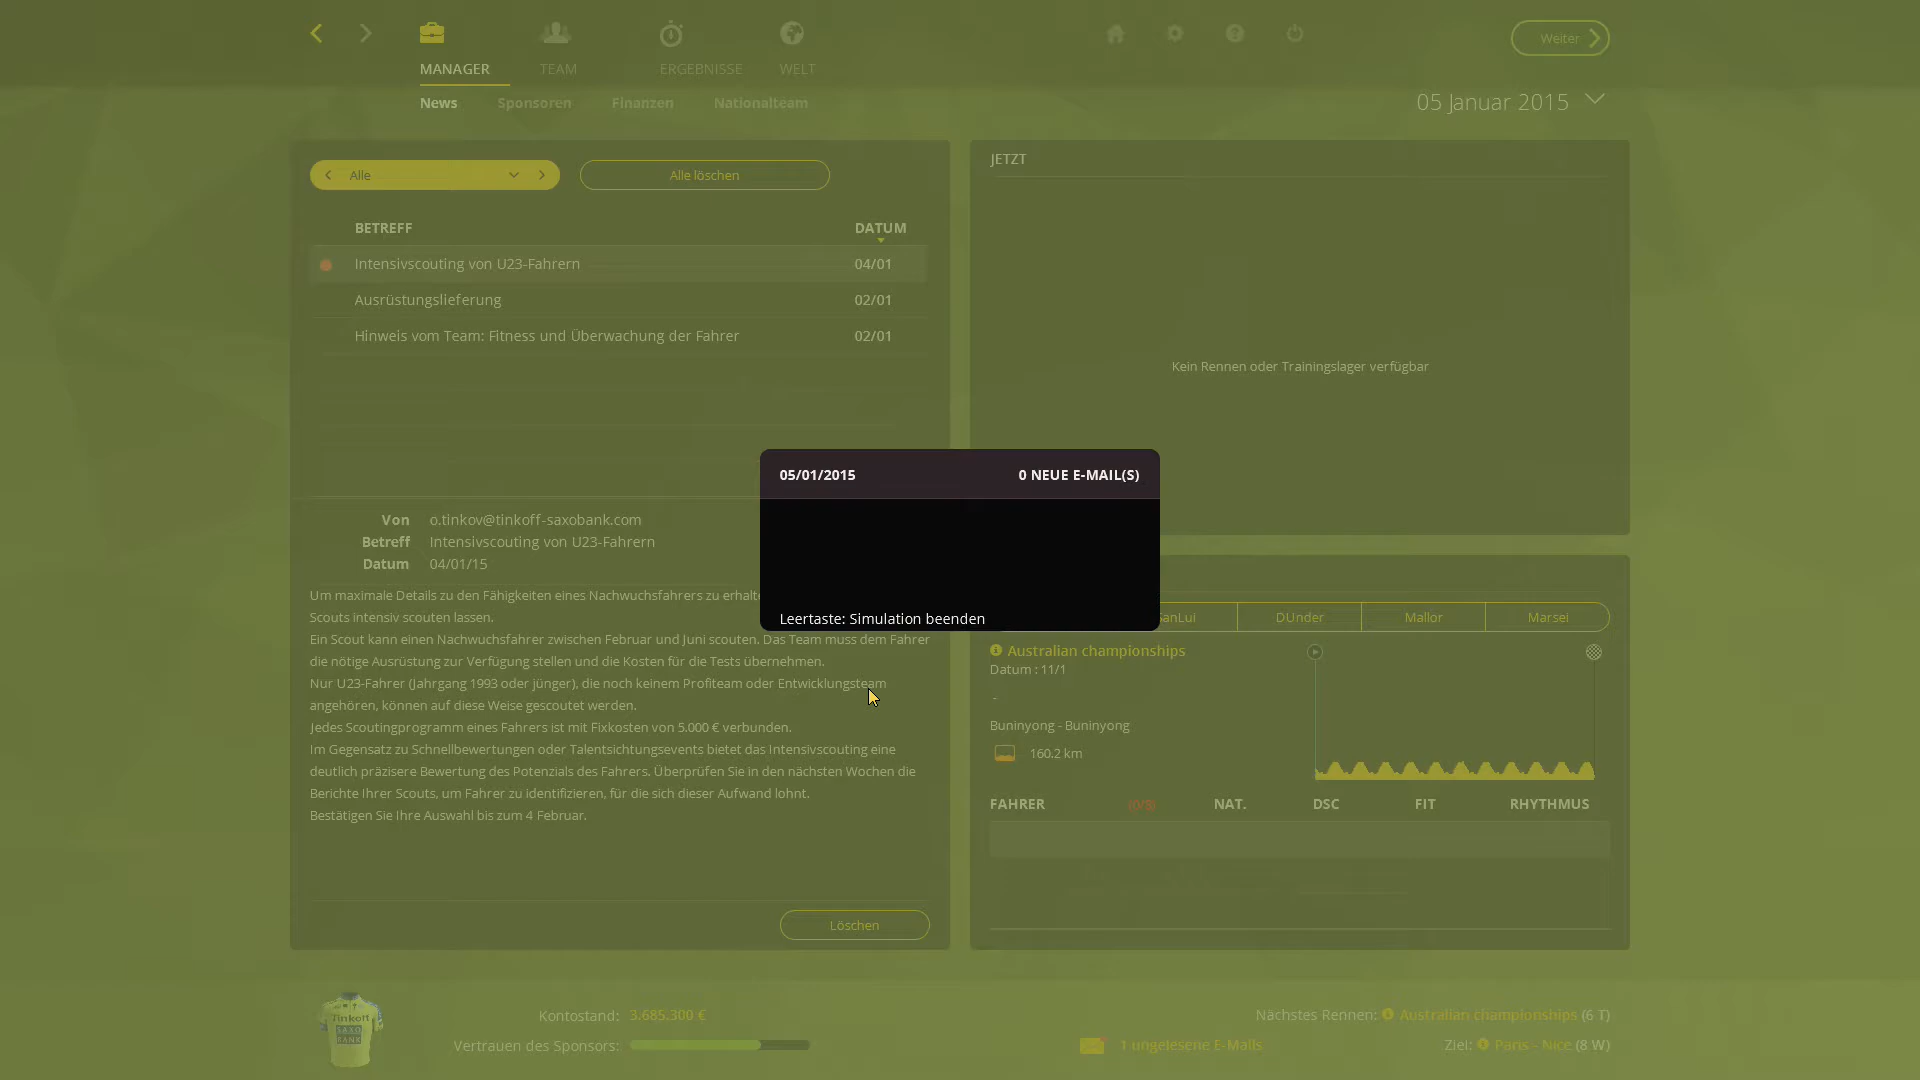 MANAGER
TEAM
ERGEBNISSE
WELT
Weiter
News
Sponsoren
Finanzen
Nationalteam
05 Januar 2015
Alle
Alle löschen
BETREFF
DATUM
Intensivscouting von U23-Fahrern
04/01
Ausrüstungslieferung
02/01
Hinweis vom Team: Fitness und Überwachung der Fahrer
02/01
JETZT
Kein Rennen oder Trainingslager verfügbar
05/01/2015
0 NEUE E-MAIL(S)
Leertaste: Simulation beenden
Von
o.tinkov@tinkoff-saxobank.com
Betreff
Intensivscouting von U23-Fahrern
Datum
04/01/15
Um maximale Details zu den Fähigkeiten eines Nachwuchsfahrers zu
Scouts intensiv scouten lassen.
Ein Scout kann einen Nachwuchsfahrer zwischen Februar und Juni scouten. Das Team muss dem Fahrer
die nötige Ausrüstung zur Verfügung stellen und die Kosten für die Tests übernehmen.
Nur U23-Fahrer (Jahrgang 1993 oder jünger), die noch keinem Profiteam oder Entwicklungsteam
angehören, können auf diese Weise gescoutet werden.
Jedes Scoutingprogramm eines Fahrers ist mit Fixkosten von 5.000 € verbunden.
Im Gegensatz zu Schnellbewertungen oder Talentsichtungsevents bietet das Intensivscouting eine
deutlich präzisere Bewertung des Potenzials des Fahrers. Überprüfen Sie in den nächsten Wochen die
Berichte Ihrer Scouts, um Fahrer zu identifizieren, für die sich dieser Aufwand lohnt.
Bestätigen Sie Ihre Auswahl bis zum 4 Februar.
Löschen
SanLui
DUnder
Mallor
Marsei
Australian championships
Datum : 11/1
-
Buninyong - Buninyong
160.2 km
FAHRER
NAT.
DSC
FIT
RHYTHMUS
Tinkoff
SAXO
BANK
Kontostand: 3.685.300 €
Vertrauen des Sponsors:
1 ungelesene E-Mails
Nächstes Rennen: Australian championships (6 T)
Ziel: Paris - Nice (8 W)